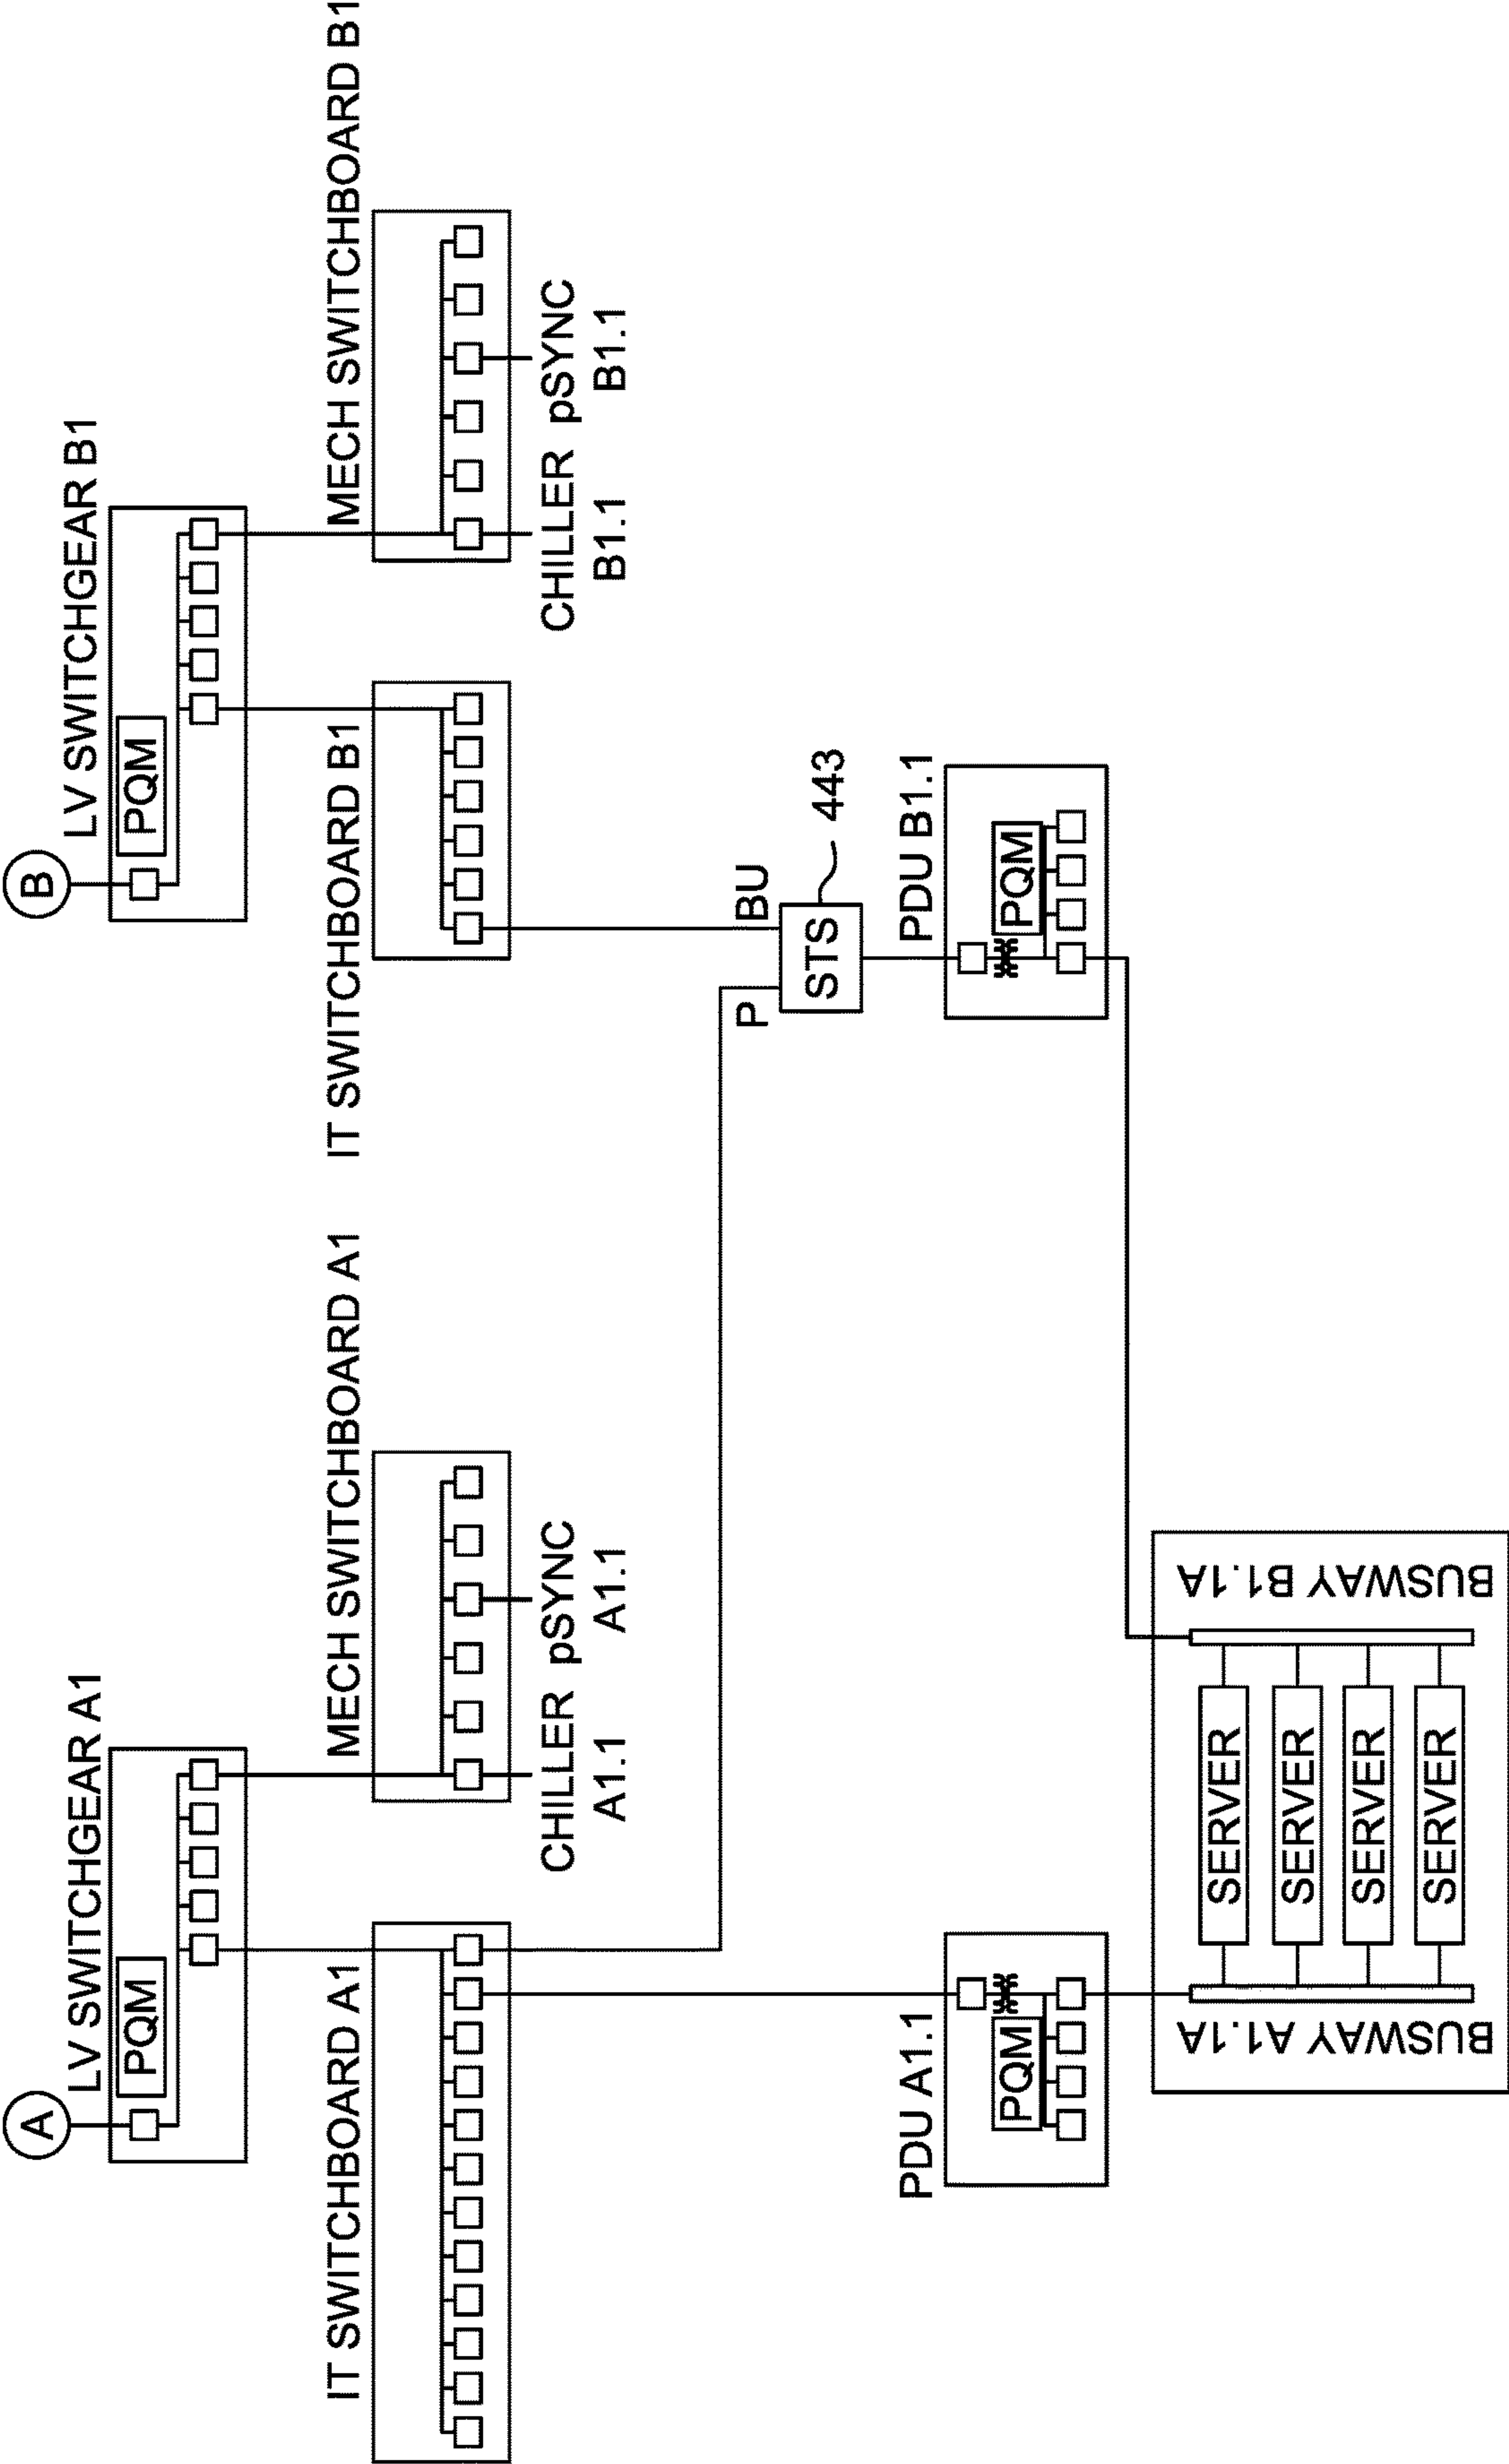 A
B
LV SWITCHGEAR A1
LV SWITCHGEAR B1
PQM
PQM
IT SWITCHBOARD A1
MECH SWITCHBOARD A1
IT SWITCHBOARD B1
MECH SWITCHBOARD B1
CHILLER
A1.1
pSYNC
A1.1
CHILLER
B1.1
pSYNC
B1.1
P
BU
STS
443
PDU A1.1
PDU B1.1
PQM
PQM
BUSWAY A1.1A
SERVER
SERVER
SERVER
SERVER
BUSWAY B1.1A